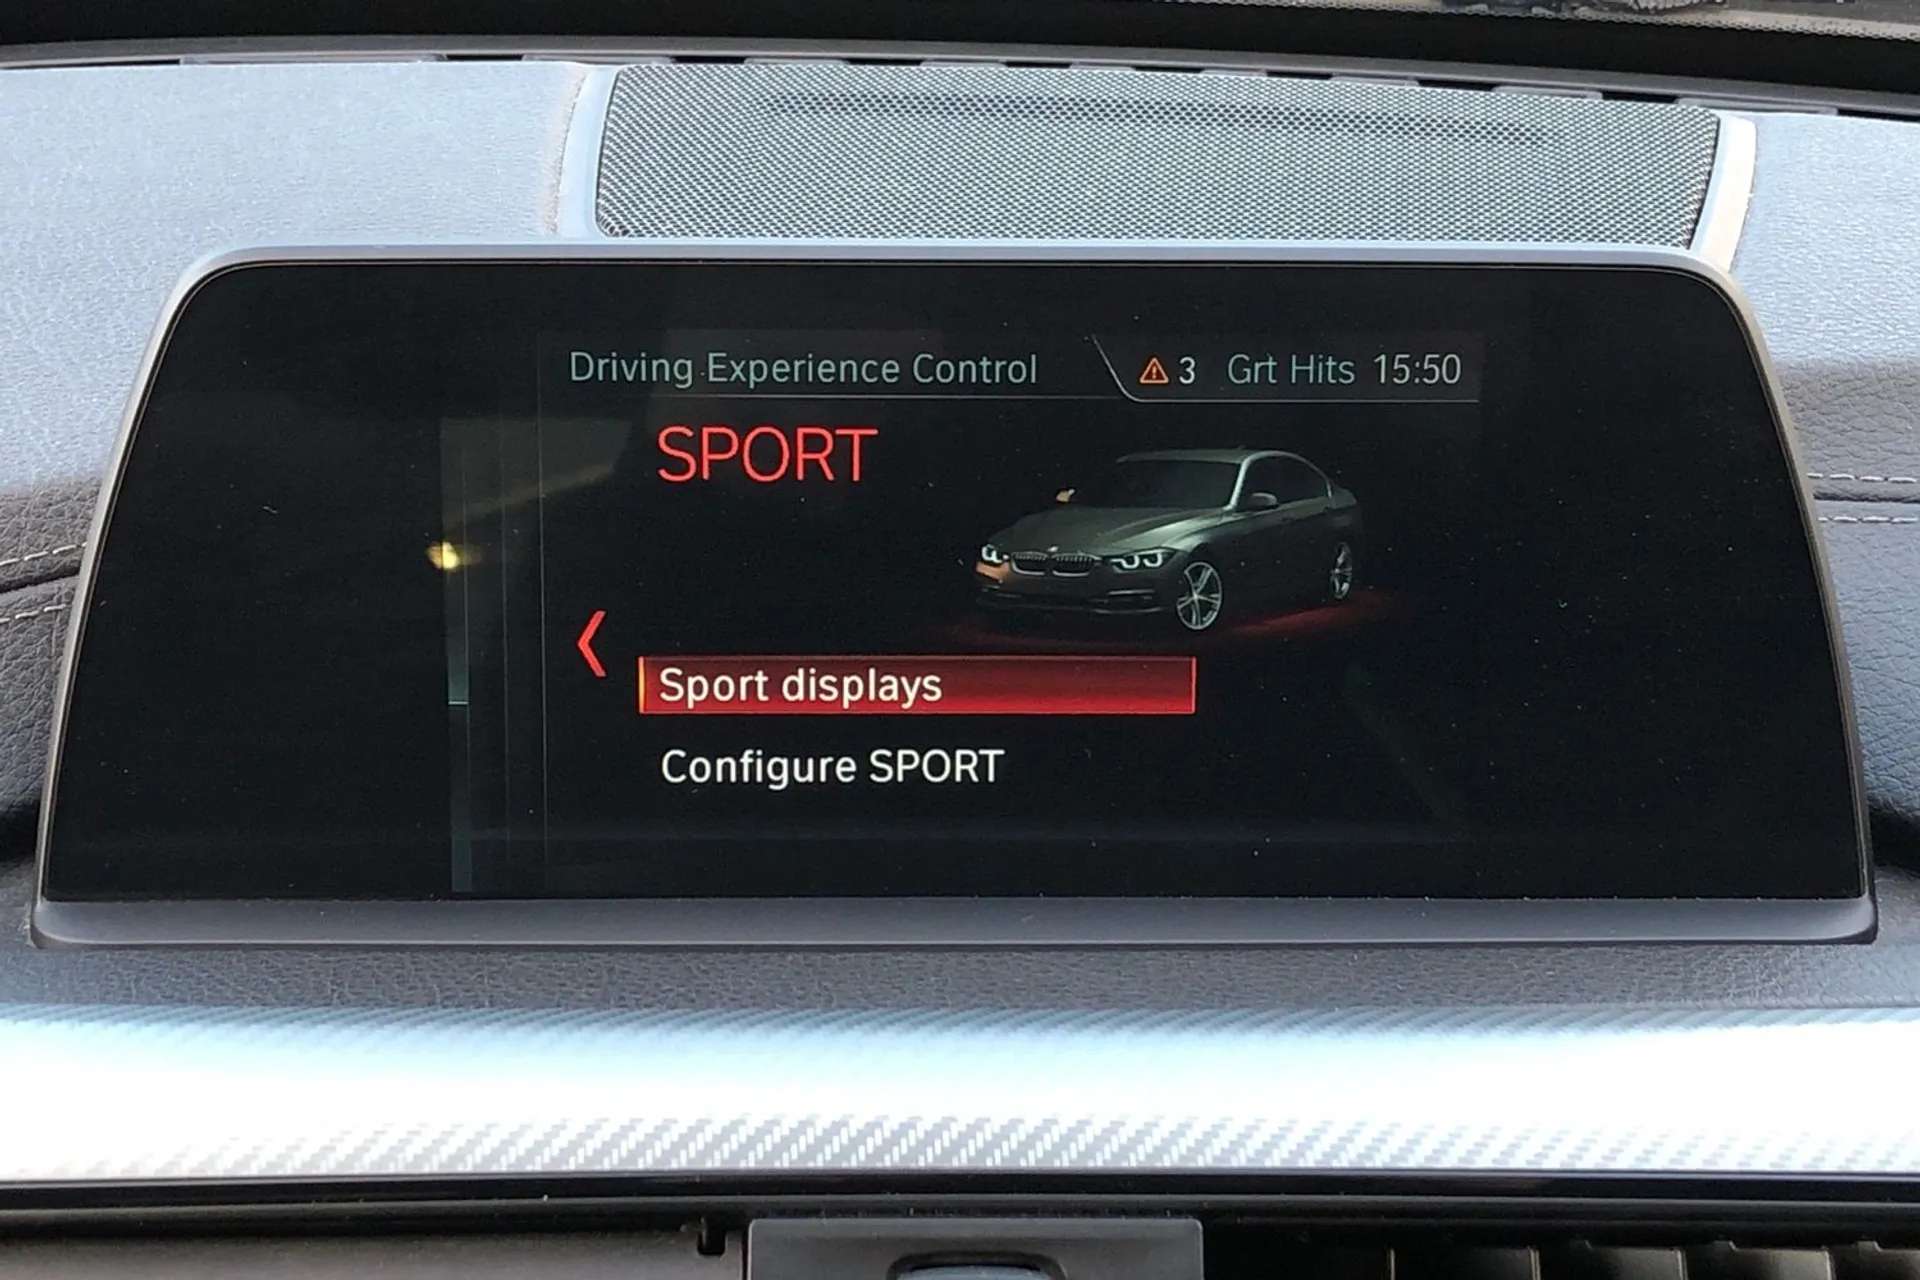 Driving Experience Control
3 Grt Hits 15:50
SPORT
Sport displays
Configure SPORT